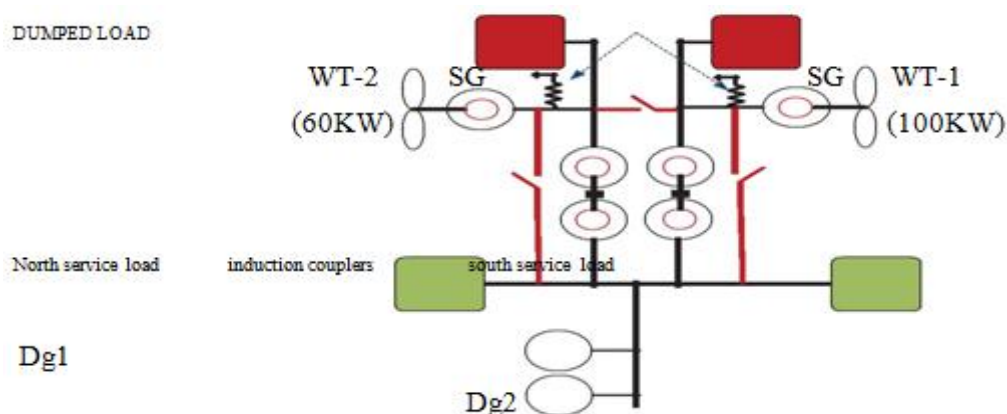 DUMPED LOAD
WT-2 SG SG WT-1
(60KW) (100KW)
North service load induction couplers south service load
Dg1
Dg2